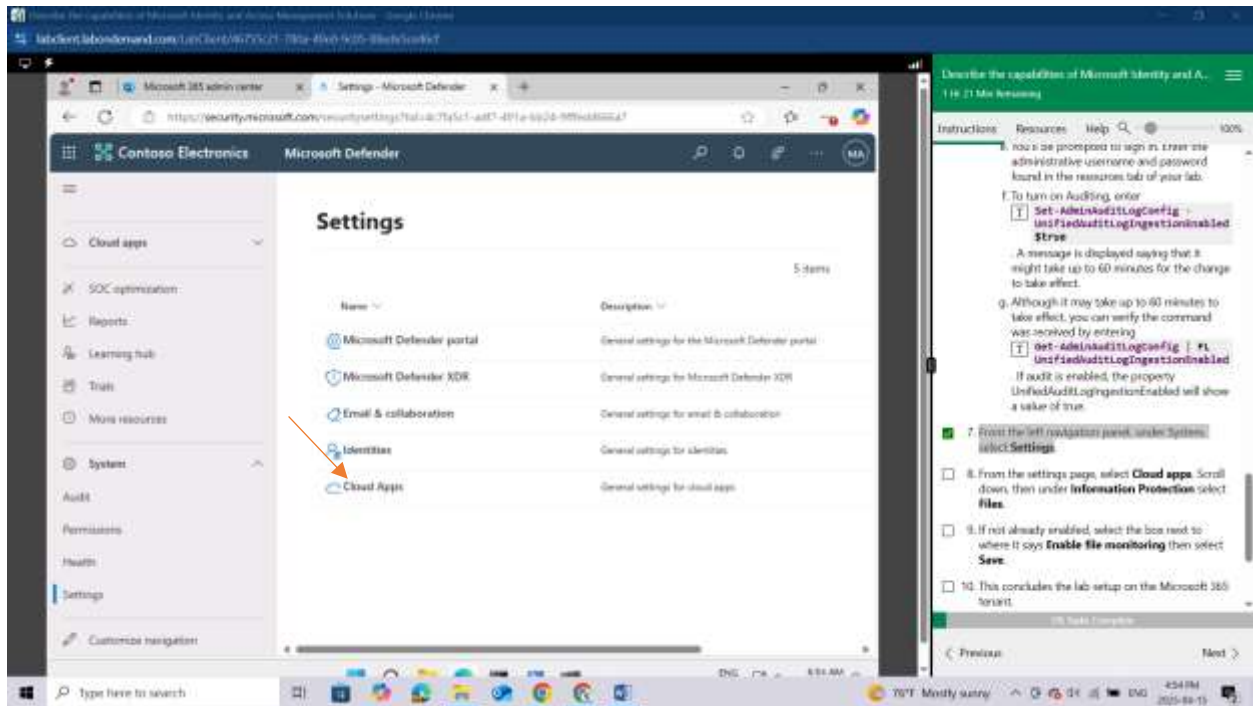 Describe the capabilities of Microsoft Identity and Access Management Solutions - Google Chrome
labclient.labondemand.com/LabClient/
Microsoft 365 admin center
Settings - Microsoft Defender
Contoso Electronics
Microsoft Defender
MA
Settings
Cloud apps
5 items
SOC optimization
Name
Description
Reports
Microsoft Defender portal
General settings for the Microsoft Defender portal
Learning hub
Trials
Microsoft Defender XDR
General settings for Microsoft Defender XDR
More resources
Email & collaboration
General settings for email & collaboration
System
Identities
General settings for identities
Audit
Cloud Apps
General settings for cloud apps
Permissions
Health
Settings
Customize navigation
ENG
Describe the capabilities of Microsoft Identity and A...
1 Hr 21 Min Remaining
Instructions Resources Help 100%
You'll be prompted to sign in. Enter the
administrative username and password
found in the resources tab of your lab.
f. To turn on Auditing, enter
Set-AdminAuditLogConfig -
UnifiedAuditLogIngestionEnabled
$true
. A message is displayed saying that it
might take up to 60 minutes for the change
to take effect.
g. Although it may take up to 60 minutes to
take effect, you can verify the command
was received by entering
Get-AdminAuditLogConfig | FL
UnifiedAuditLogIngestionEnabled
. If audit is enabled, the property
UnifiedAuditLogIngestionEnabled will show
a value of true.
7. From the left navigation panel, under System,
select Settings.
8. From the settings page, select Cloud apps. Scroll
down, then under Information Protection select
Files.
9. If not already enabled, select the box next to
where it says Enable file monitoring then select
Save.
10. This concludes the lab setup on the Microsoft 365
tenant.
Tasks Complete
Previous
Next
Type here to search
76°F Mostly sunny
ENG
4:54 PM
2025-04-15